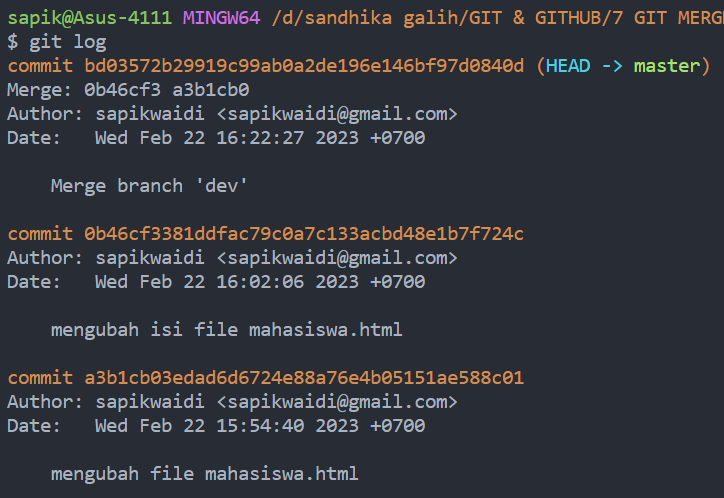 sapik@Asus-4111 MINGW64 /d/sandhika galih/GIT & GITHUB/7 GIT MERG
$ git log
commit bd03572b29919c99ab0a2de196e146bf97d0840d (HEAD -> master)
Merge: 0b46cf3 a3b1cb0
Author: sapikwaidi <sapikwaidi@gmail.com>
Date:   Wed Feb 22 16:22:27 2023 +0700
Merge branch 'dev'
commit 0b46cf3381ddfac79c0a7c133acbd48e1b7f724c
Author: sapikwaidi <sapikwaidi@gmail.com>
Date:   Wed Feb 22 16:02:06 2023 +0700
mengubah isi file mahasiswa.html
commit a3b1cb03edad6d6724e88a76e4b05151ae588c01
Author: sapikwaidi <sapikwaidi@gmail.com>
Date:   Wed Feb 22 15:54:40 2023 +0700
mengubah file mahasiswa.html